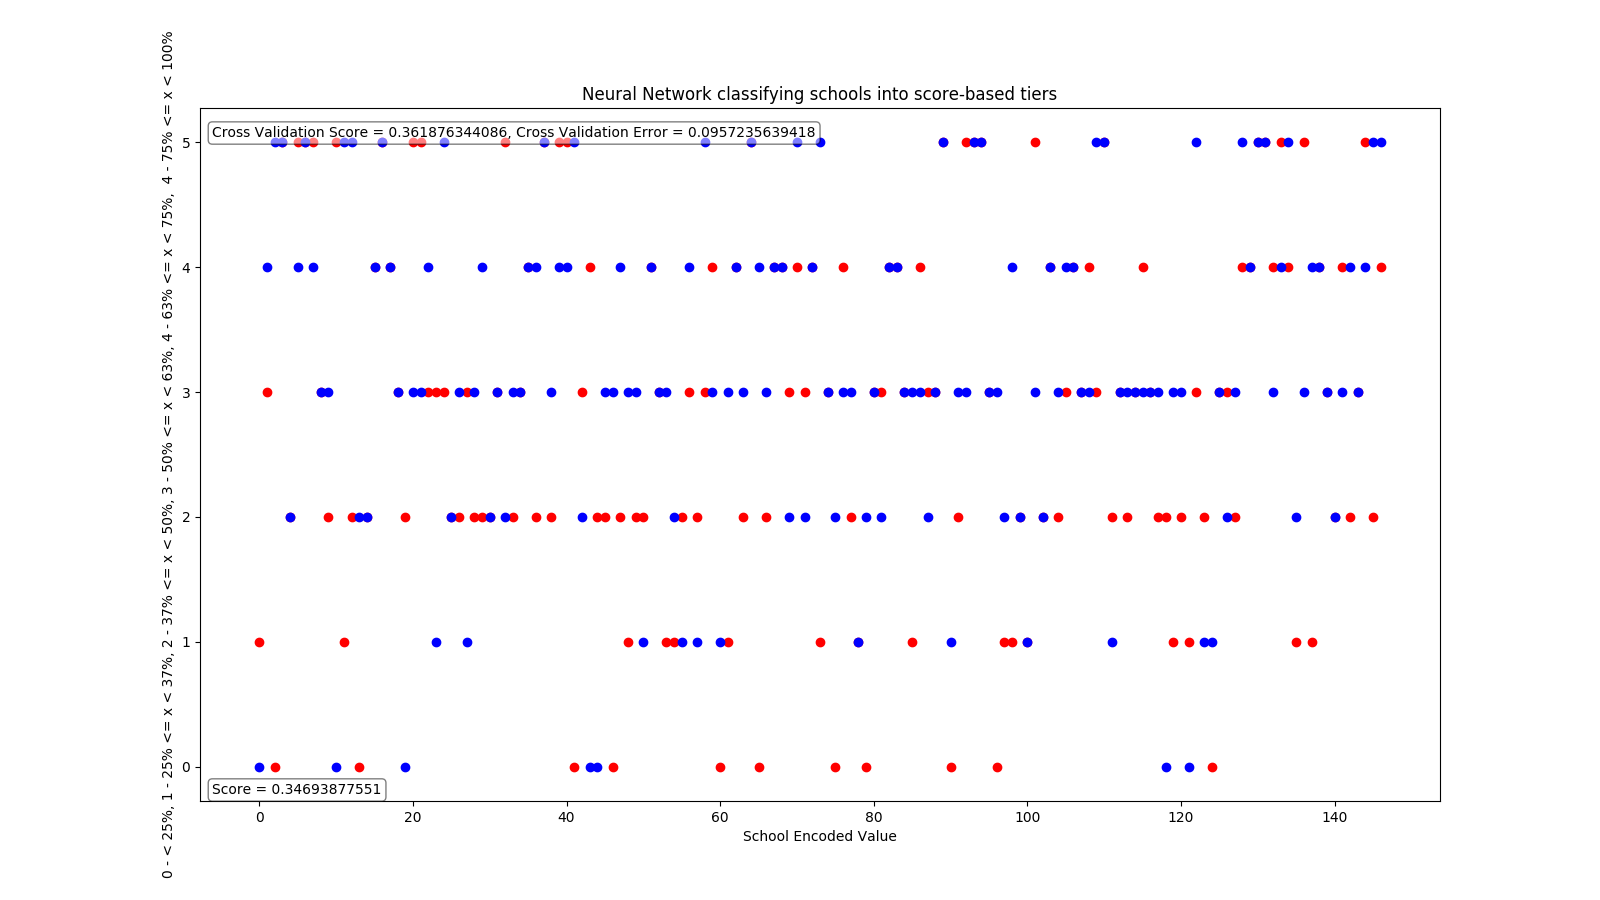 Neural Network classifying schools into score-based tiers
Cross Validation Score = 0.361876344086, Cross Validation Error = 0.0957235639418
0 - < 25%, 1 - 25% <= x < 37%, 2 - 37% <= x < 50%, 3 - 50% <= x < 63%, 4 - 63% <= x < 75%, 4 - 75% <= x < 100%
5
4
3
2
1
0
Score = 0.34693877551
0 20 40 60 80 100 120 140
School Encoded Value